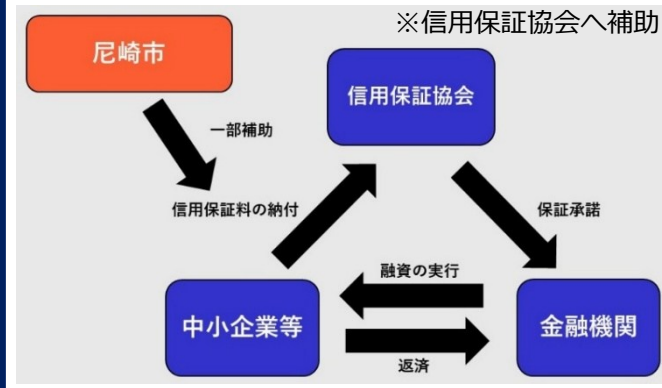 ※信用保証協会へ補助
尼崎市
信用保証協会
一部補助
信用保証料の納付
保証承諾
融資の実行
中小企業等
金融機関
返済